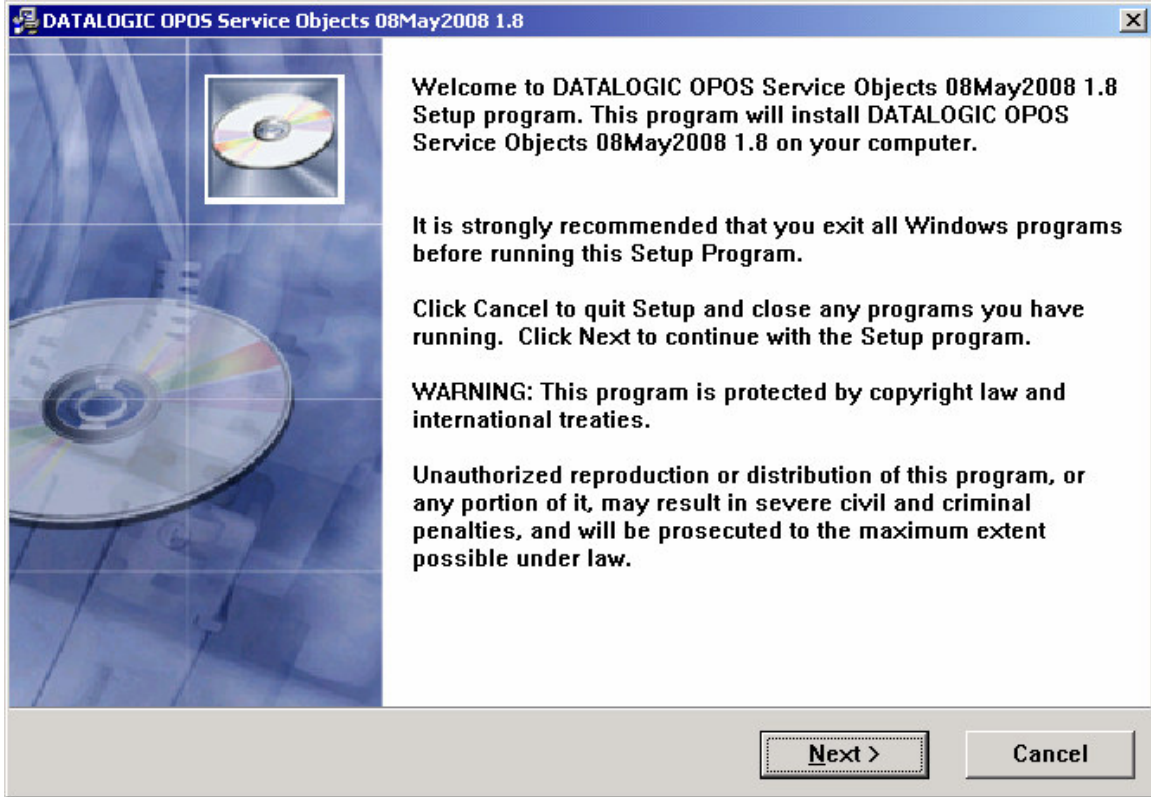 DATALOGIC OPOS Service Objects 08May2008 1.8
Welcome to DATALOGIC OPOS Service Objects 08May2008 1.8
Setup program. This program will install DATALOGIC OPOS
Service Objects 08May2008 1.8 on your computer.
It is strongly recommended that you exit all Windows programs
before running this Setup Program.
Click Cancel to quit Setup and close any programs you have
running.  Click Next to continue with the Setup program.
WARNING: This program is protected by copyright law and
international treaties.
Unauthorized reproduction or distribution of this program, or
any portion of it, may result in severe civil and criminal
penalties, and will be prosecuted to the maximum extent
possible under law.
Next >
Cancel